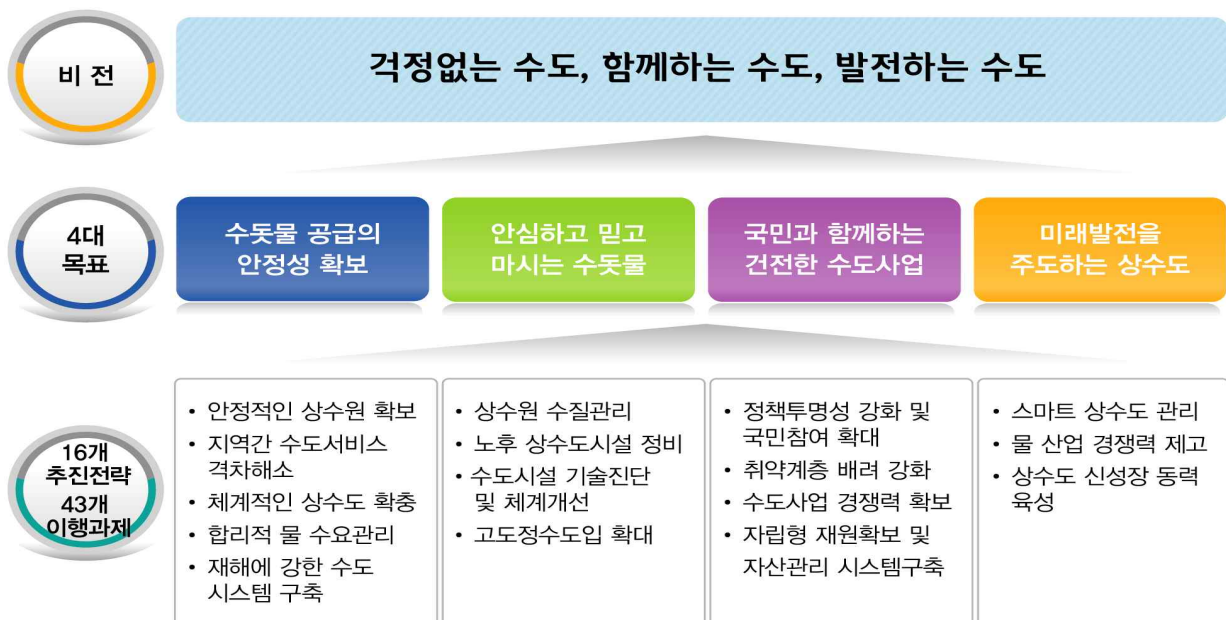 비 전
걱정없는 수도, 함께하는 수도, 발전하는 수도
4대
목표
수돗물 공급의
안정성 확보
안심하고 믿고
마시는 수돗물
국민과 함께하는
건전한 수도사업
미래발전을
주도하는 상수도
16개
추진전략
43개
이행과제
• 안정적인 상수원 확보
• 지역간 수도서비스
격차해소
• 체계적인 상수도 확충
• 합리적 물 수요관리
• 재해에 강한 수도
시스템 구축
• 상수원 수질관리
• 노후 상수도시설 정비
• 수도시설 기술진단
및 체계개선
• 고도정수도입 확대
• 정책투명성 강화 및
국민참여 확대
• 취약계층 배려 강화
• 수도사업 경쟁력 확보
• 자립형 재원확보 및
자산관리 시스템구축
• 스마트 상수도 관리
• 물 산업 경쟁력 제고
• 상수도 신성장 동력
육성